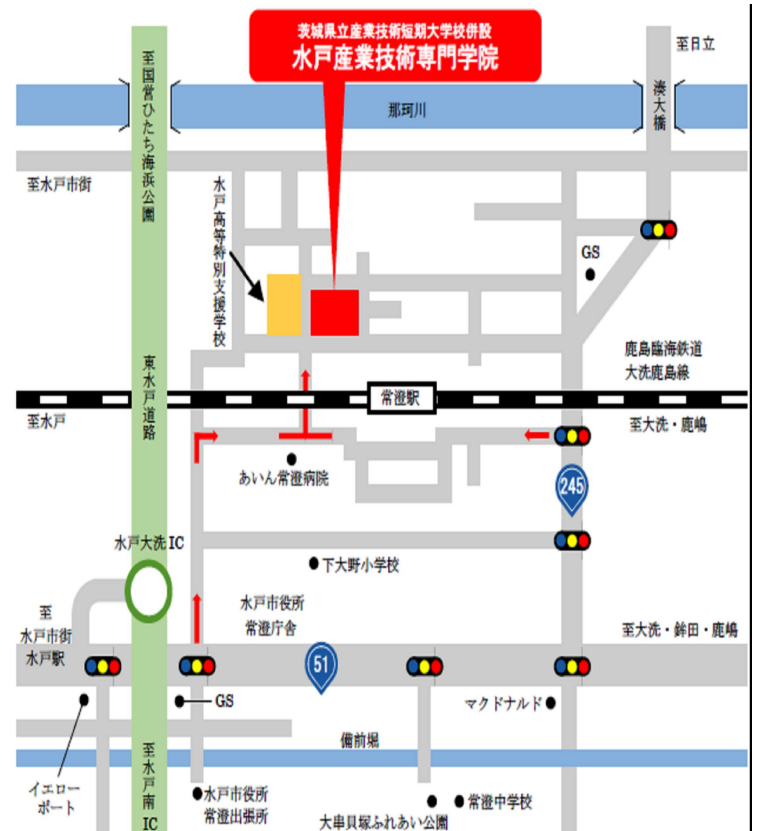 茨城県立産業技術短期大学校併設
水戸産業技術専門学院
至日立
至国営ひたち海浜公園
那珂川
湊大橋
至水戸市街
水戸高等特別支援学校
GS
東水戸道路
鹿島臨海鉄道
大洗鹿島線
常澄駅
至水戸
至大洗・鹿嶋
あいん常澄病院
245
水戸大洗IC
下大野小学校
至
水戸市街
水戸駅
水戸市役所
常澄庁舎
至大洗・鉾田・鹿嶋
51
GS
マクドナルド
備前堀
至水戸南IC
イエロー
ポート
水戸市役所
常澄出張所
常澄中学校
大串貝塚ふれあい公園